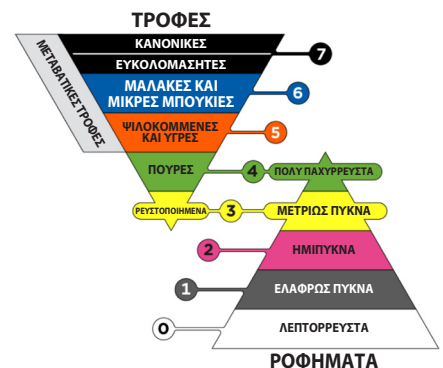 ΤΡΟΦΕΣ
ΚΑΝΟΝΙΚΕΣ
7
ΕΥΚΟΛΟΜΑΣΗΤΕΣ
ΜΕΤΑΒΑΤΙΚΕΣ ΤΡΟΦΕΣ
ΜΑΛΑΚΕΣ ΚΑΙ
ΜΙΚΡΕΣ ΜΠΟΥΚΙΕΣ
6
ΨΙΛΟΚΟΜΜΕΝΕΣ
ΚΑΙ ΥΓΡΕΣ
5
ΠΟΥΡΕΣ
4
ΠΟΛΥ ΠΑΧΥΡΡΕΥΣΤΑ
ΡΕΥΣΤΟΠΟΙΗΜΕΝΑ
3
ΜΕΤΡΙΩΣ ΠΥΚΝΑ
2
ΗΜΙΠΥΚΝΑ
1
ΕΛΑΦΡΩΣ ΠΥΚΝΑ
0
ΛΕΠΤΟΡΡΕΥΣΤΑ
ΡΟΦΗΜΑΤΑ